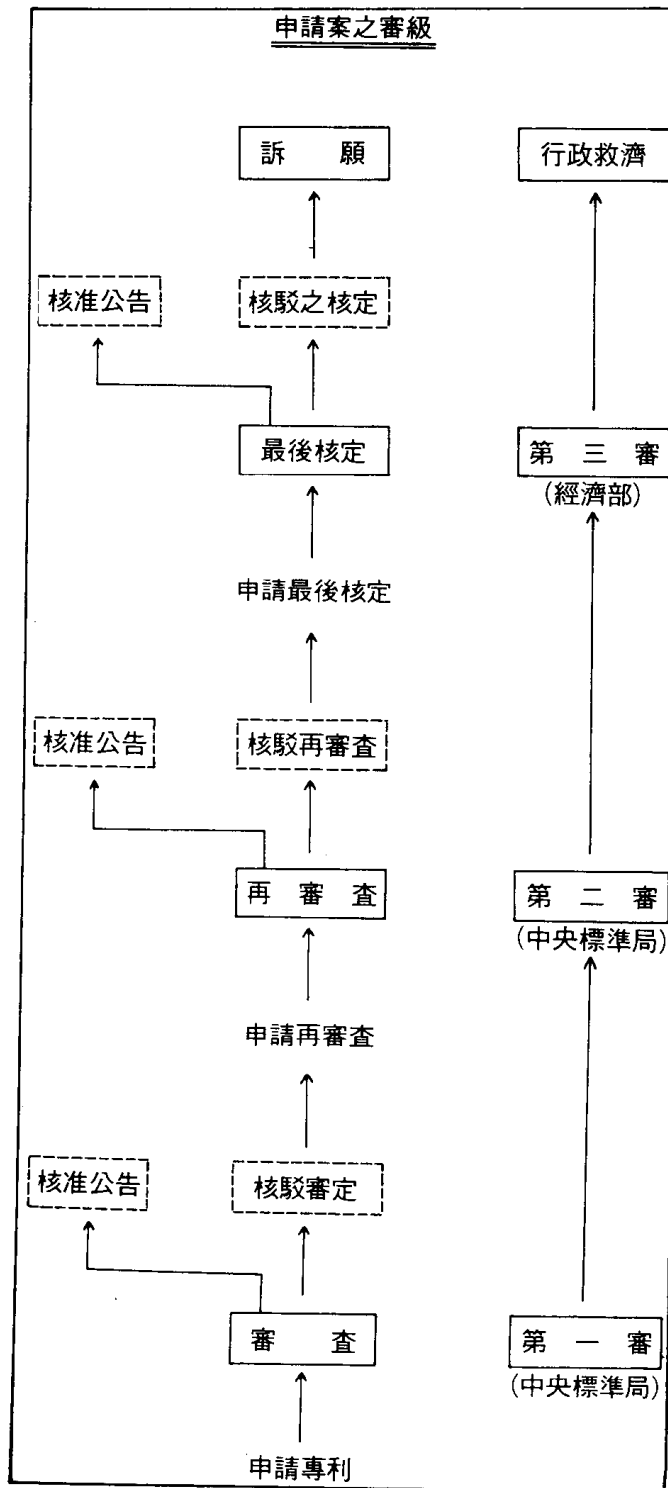 申請案之審級
訴願 行政救濟
核准公告 核駁之核定
最後核定 第三審
(經濟部)
申請最後核定
核准公告 核駁再審查
再審查 第二審
(中央標準局)
申請再審查
核准公告 核駁審定
審查 第一審
(中央標準局)
申請專利